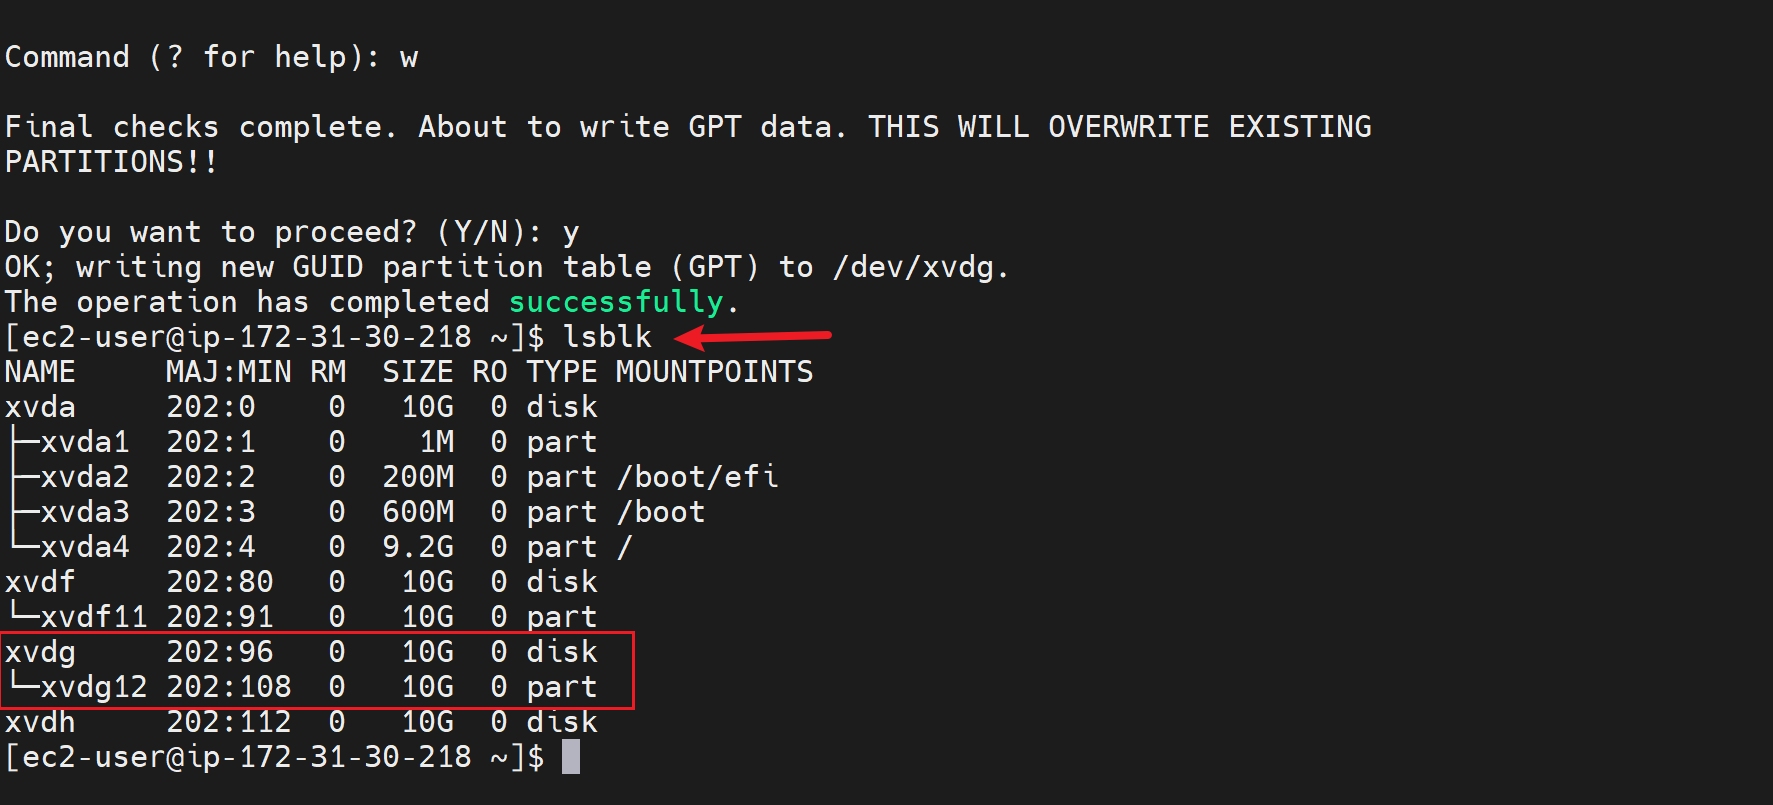 Command (? for help): w
Final checks complete. About to write GPT data. THIS WILL OVERWRITE EXISTING
PARTITIONS!!
Do you want to proceed? (Y/N): y
OK; writing new GUID partition table (GPT) to /dev/xvdg.
The operation has completed successfully.
[ec2-user@ip-172-31-30-218 ~]$ lsblk
NAME     MAJ:MIN RM  SIZE RO TYPE MOUNTPOINTS
xvda     202:0    0   10G  0 disk
├─xvda1  202:1    0    1M  0 part
├─xvda2  202:2    0  200M  0 part /boot/efi
├─xvda3  202:3    0  600M  0 part /boot
└─xvda4  202:4    0  9.2G  0 part /
xvdf     202:80   0   10G  0 disk
└─xvdf11 202:91   0   10G  0 part
xvdg     202:96   0   10G  0 disk
└─xvdg12 202:108  0   10G  0 part
xvdh     202:112  0   10G  0 disk
[ec2-user@ip-172-31-30-218 ~]$